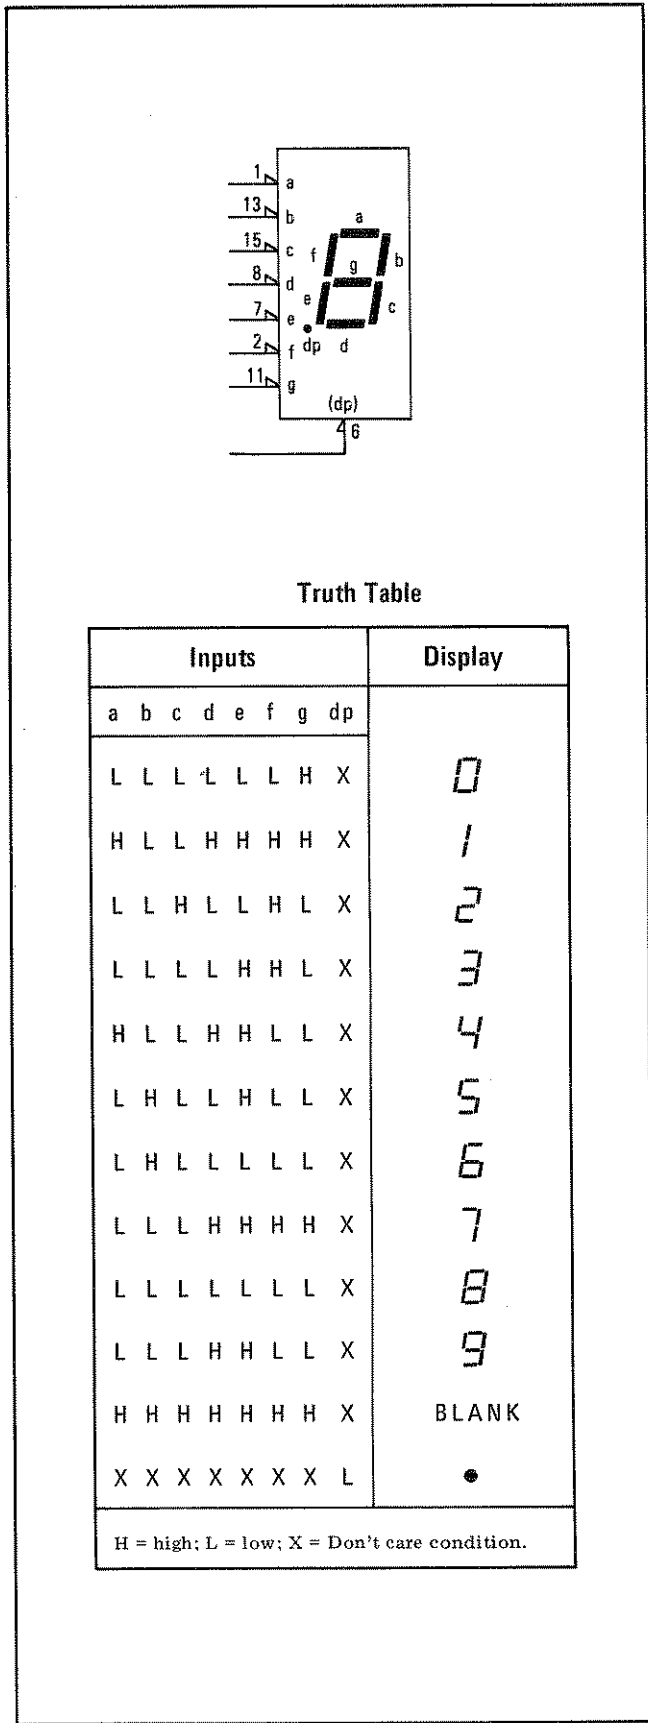 1 a
13 b
15 c
8 d
7 e
2 f
11 g
a
f g b
e c
dp d
(dp)
6
Truth Table
Inputs Display
a b c d e f g dp
L L L L L L H X 0
H L L H H H H X 1
L L H L L H L X 2
L L L L H H L X 3
H L L H H L L X 4
L H L L H L L X 5
L H L L L L L X 6
L L L H H H H X 7
L L L L L L L X 8
L L L H H L L X 9
H H H H H H H X BLANK
X X X X X X X L •
H = high; L = low; X = Don't care condition.